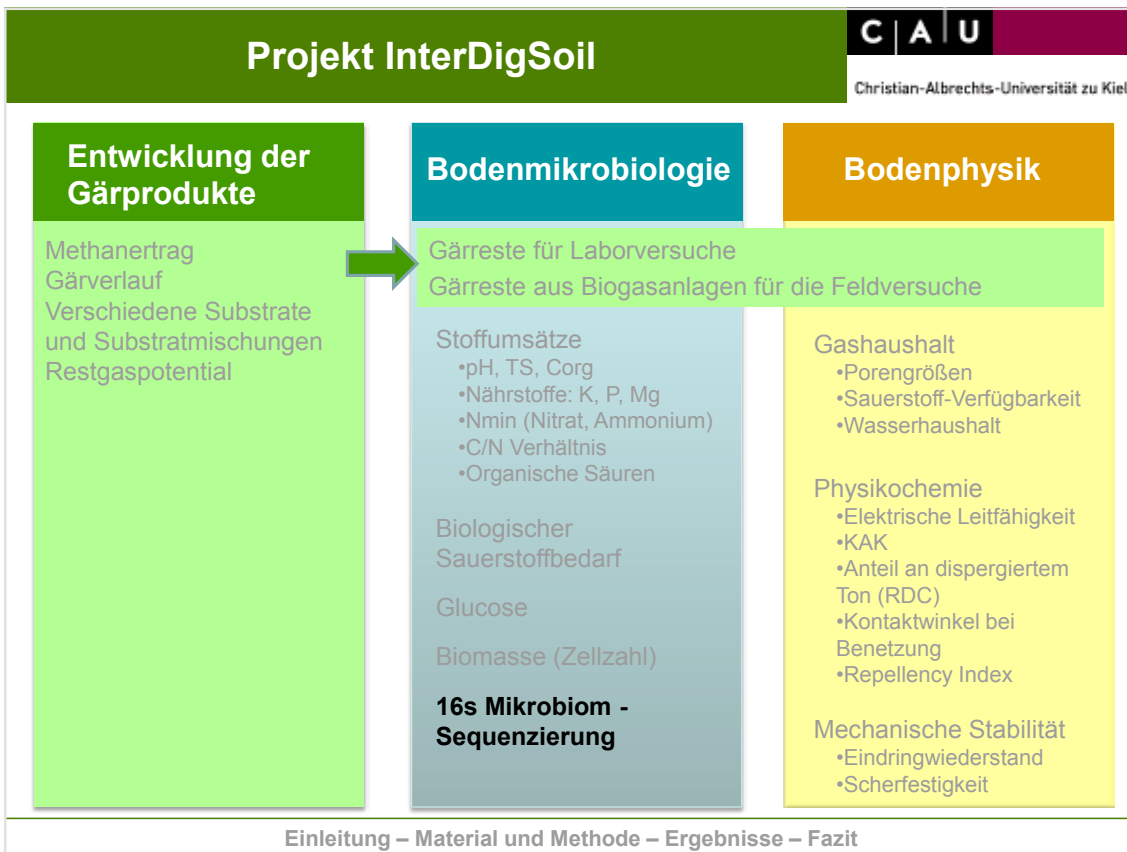 Projekt InterDigSoil
C|A|U
Christian-Albrechts-Universität zu Kiel
Entwicklung der
Gärprodukte
Methanertrag
Gärverlauf
Verschiedene Substrate
und Substratmischungen
Restgaspotential
Bodenmikrobiologie
Gärreste für Laborversuche
Gärreste aus Biogasanlagen für die Feldversuche
Stoffumsätze
•pH, TS, Corg
•Nährstoffe: K, P, Mg
•Nmin (Nitrat, Ammonium)
•C/N Verhältnis
•Organische Säuren
Biologischer
Sauerstoffbedarf
Glucose
Biomasse (Zellzahl)
16s Mikrobiom -
Sequenzierung
Bodenphysik
Gashaushalt
•Porengrößen
•Sauerstoff-Verfügbarkeit
•Wasserhaushalt
Physikochemie
•Elektrische Leitfähigkeit
•KAK
•Anteil an dispergiertem
Ton (RDC)
•Kontaktwinkel bei
Benetzung
•Repellency Index
Mechanische Stabilität
•Eindringwiederstand
•Scherfestigkeit
Einleitung – Material und Methode – Ergebnisse – Fazit